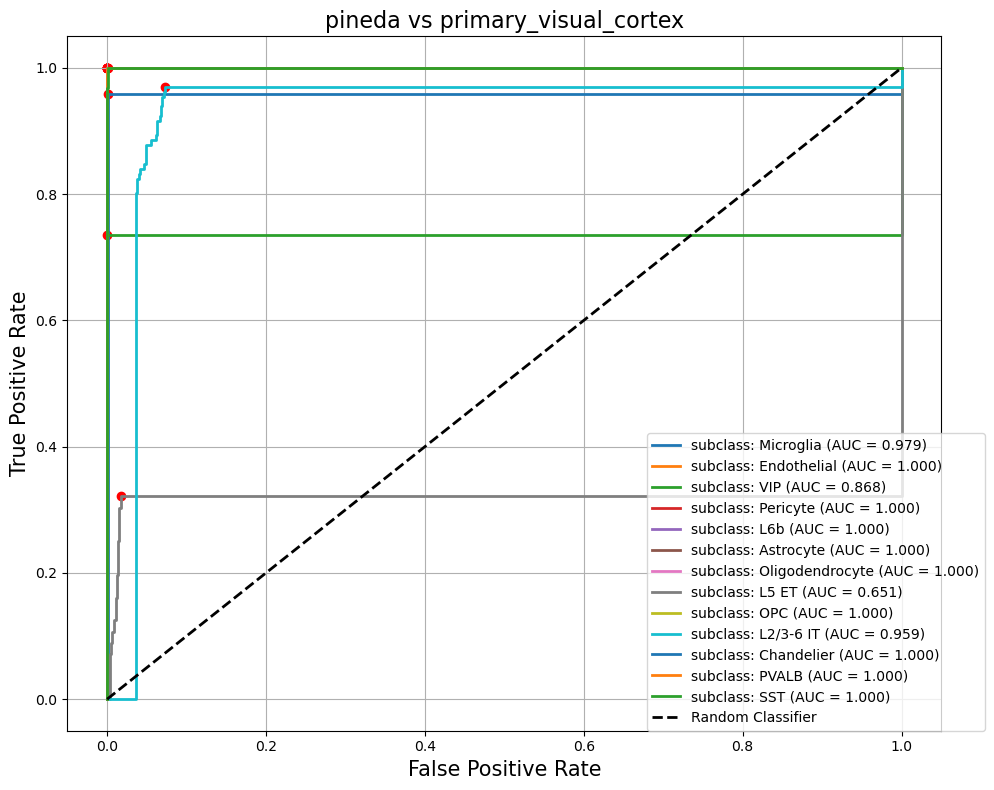 pineda vs primary_visual_cortex
1.0
0.8
0.6
0.4
0.2
0.0
True Positive Rate
subclass: Microglia (AUC = 0.979)
subclass: Endothelial (AUC = 1.000)
subclass: VIP (AUC = 0.868)
subclass: Pericyte (AUC = 1.000)
subclass: L6b (AUC = 1.000)
subclass: Astrocyte (AUC = 1.000)
subclass: Oligodendrocyte (AUC = 1.000)
subclass: L5 ET (AUC = 0.651)
subclass: OPC (AUC = 1.000)
subclass: L2/3-6 IT (AUC = 0.959)
subclass: Chandelier (AUC = 1.000)
subclass: PVALB (AUC = 1.000)
subclass: SST (AUC = 1.000)
Random Classifier
0.0 0.2 0.4 0.6 0.8 1.0
False Positive Rate